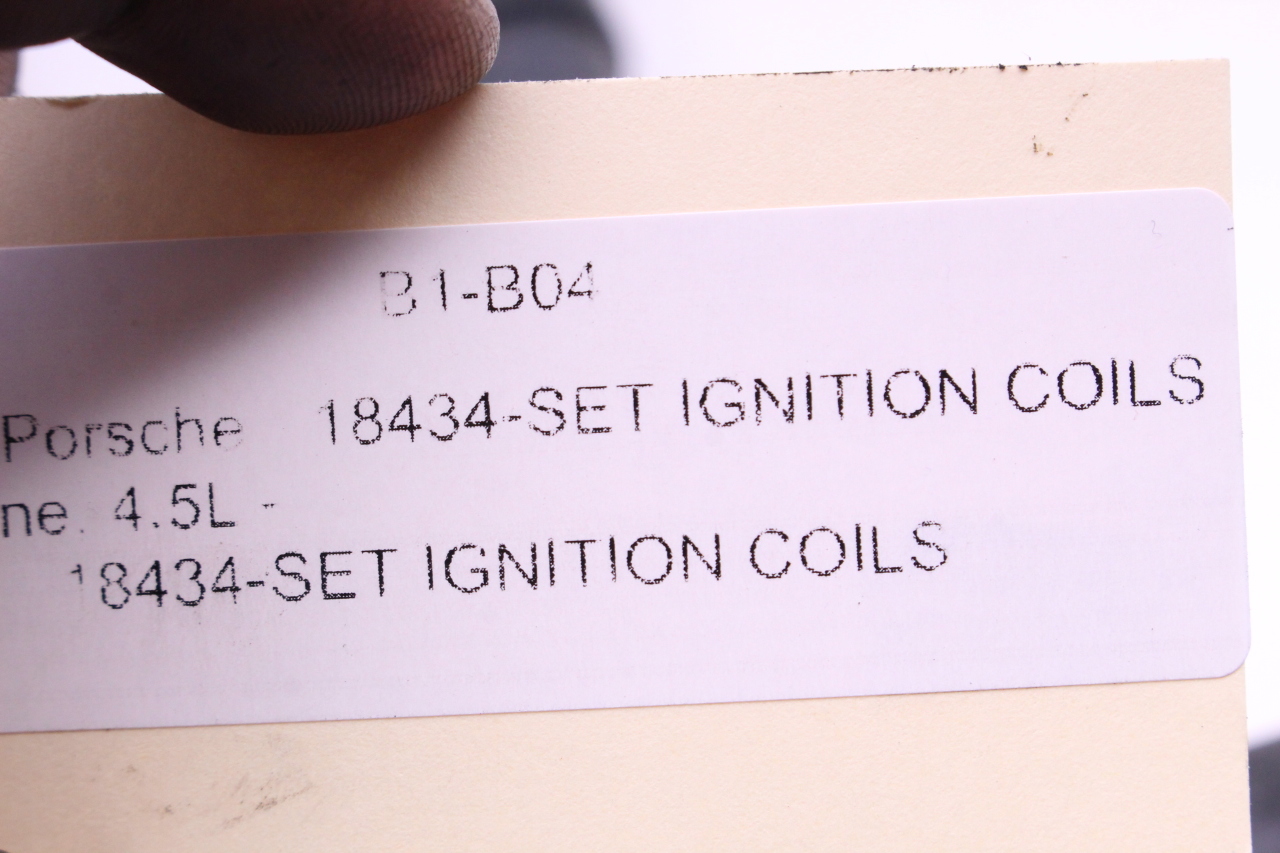 B1-B04
Porsche 18434-SET IGNITION COILS
ne. 4.5L -
18434-SET IGNITION COILS